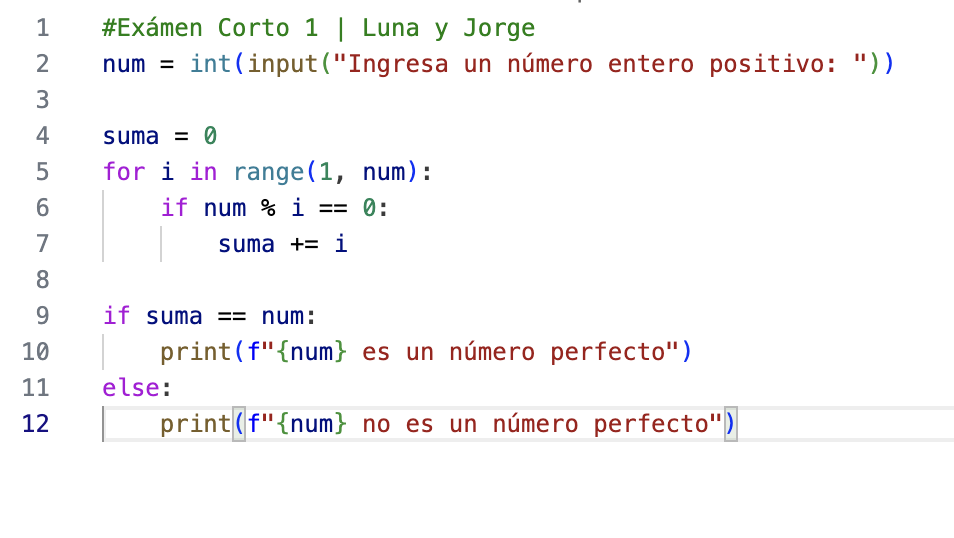 1 #Exámen Corto 1 | Luna y Jorge
2 num = int(input("Ingresa un número entero positivo: "))
3
4 suma = 0
5 for i in range(1, num):
6     if num % i == 0:
7         suma += i
8
9 if suma == num:
10     print(f"{num} es un número perfecto")
11 else:
12     print(f"{num} no es un número perfecto")